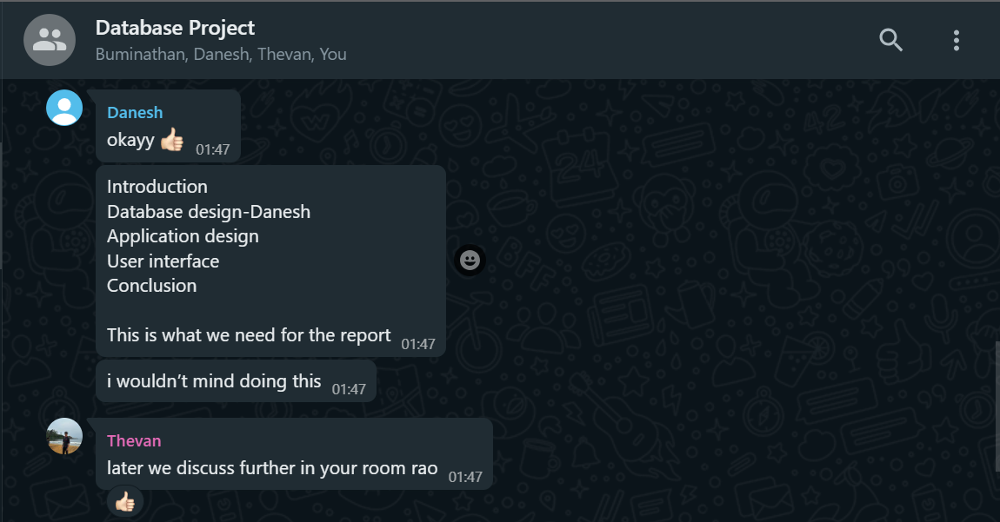 Database Project
Buminathan, Danesh, Thevan, You
Danesh
okayy 👍🏻 01:47
Introduction
Database design-Danesh
Application design
User interface
Conclusion
This is what we need for the report 01:47
i wouldn't mind doing this 01:47
Thevan
later we discuss further in your room rao 01:47
👍🏻